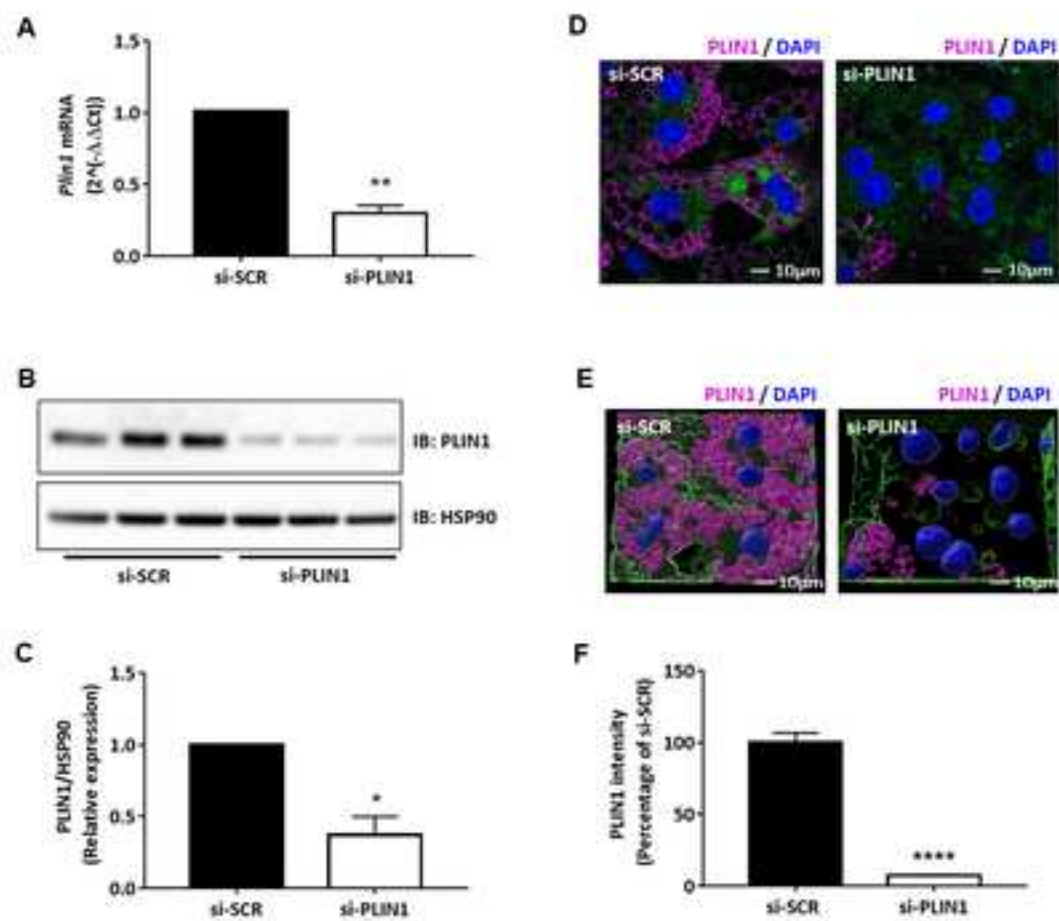 A
Plin1 mRNA
(2^(-ΔΔCt))
1.5
1.0
0.5
0.0
**
si-SCR
si-PLIN1
B
IB: PLIN1
IB: HSP90
si-SCR
si-PLIN1
C
PLIN1/HSP90
(Relative expression)
1.5
1.0
0.5
0.0
*
si-SCR
si-PLIN1
D
PLIN1 / DAPI
PLIN1 / DAPI
si-SCR
si-PLIN1
10µm
10µm
E
PLIN1 / DAPI
PLIN1 / DAPI
si-SCR
si-PLIN1
10µm
10µm
F
PLIN1 intensity
(Percentage of si-SCR)
150
100
50
0
****
si-SCR
si-PLIN1